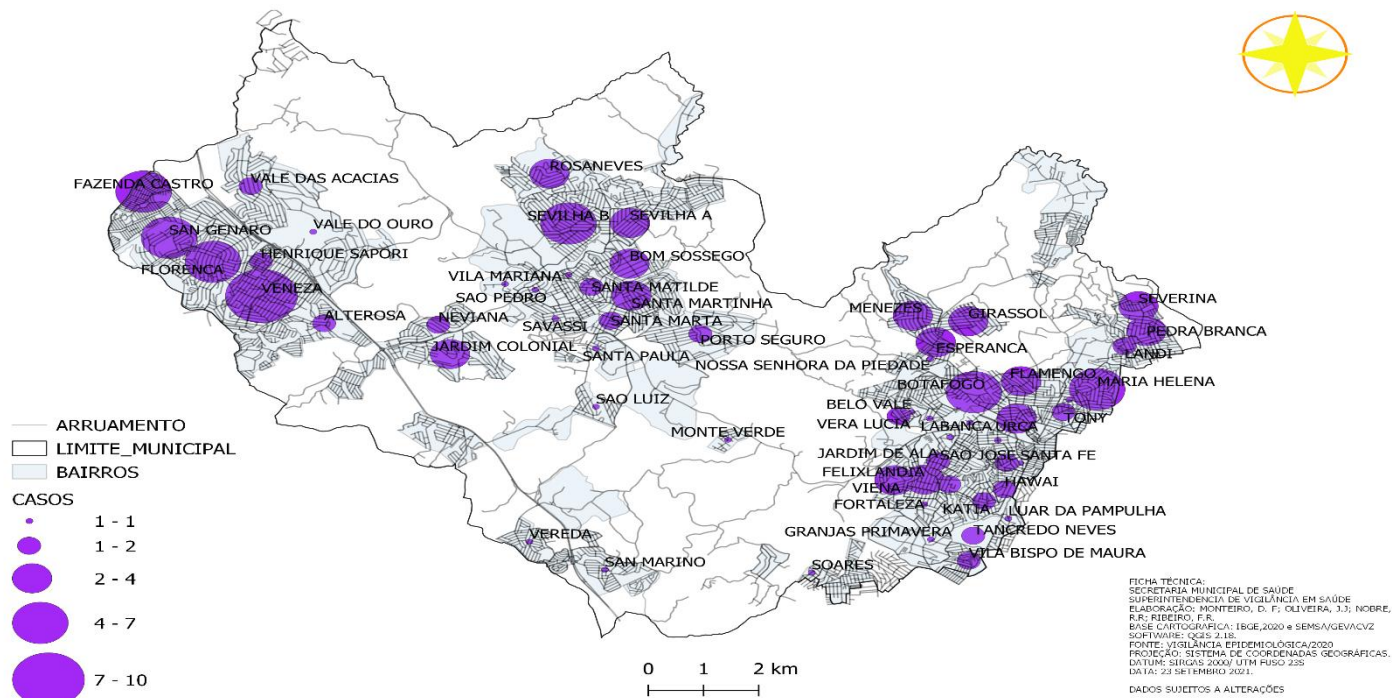 ROSANEVES
FAZENDA CASTRO
VALE DAS ACACIAS
SEVILHA B
SEVILHA A
SAN GENARO
VALE DO OURO
FLORENCA
HENRIQUE SAPORI
BOM SOSSEGO
VILA MARIANA
SANTA MATILDE
VENEZA
SAO PEDRO
SANTA MARTINHA
ALTEROSA
NEVIANA
SAVASSI
SANTA MARTA
JARDIM COLONIAL
SANTA PAULA
PORTO SEGURO
MENEZES
GIRASSOL
SEVERINA
PEDRA BRANCA
ESPERANCA
LANDI
NOSSA SENHORA DA PIEDADE
BOTAFOGO
FLAMENGO
MARIA HELENA
SAO LUIZ
BELO VALE
TONY
VERA LUCIA
LABANCA
URCA
MONTE VERDE
JARDIM DE ALA
SAO JOSE
SANTA FE
FELIXLANDIA
VIENA
HAWAI
FORTALEZA
KATIA
LUAR DA PAMPULHA
GRANJAS PRIMAVERA
TANCREDO NEVES
VEREDA
VILA BISPO DE MAURA
SAN MARINO
SOARES
ARRUAMENTO
LIMITE_MUNICIPAL
BAIRROS
CASOS
1 - 1
1 - 2
2 - 4
4 - 7
7 - 10
0 1 2 km
FICHA TÉCNICA:
SECRETARIA MUNICIPAL DE SAÚDE
SUPERINTENDENCIA DE VIGILÂNCIA EM SAÚDE
ELABORAÇÃO: MONTEIRO, D. F; OLIVEIRA, J.J; NOBRE,
R.R; RIBEIRO, F.R.
BASE CARTOGRAFICA: IBGE,2020 e SEMSA/GEVACVZ
SOFTWARE: QGIS 2.18.
FONTE: VIGILÂNCIA EPIDEMIOLÓGICA/2020
PROJEÇÃO: SISTEMA DE COORDENADAS GEOGRÁFICAS.
DATUM: SIRGAS 2000/ UTM FUSO 23S
DATA: 23 SETEMBRO 2021.
DADOS SUJEITOS A ALTERAÇÕES